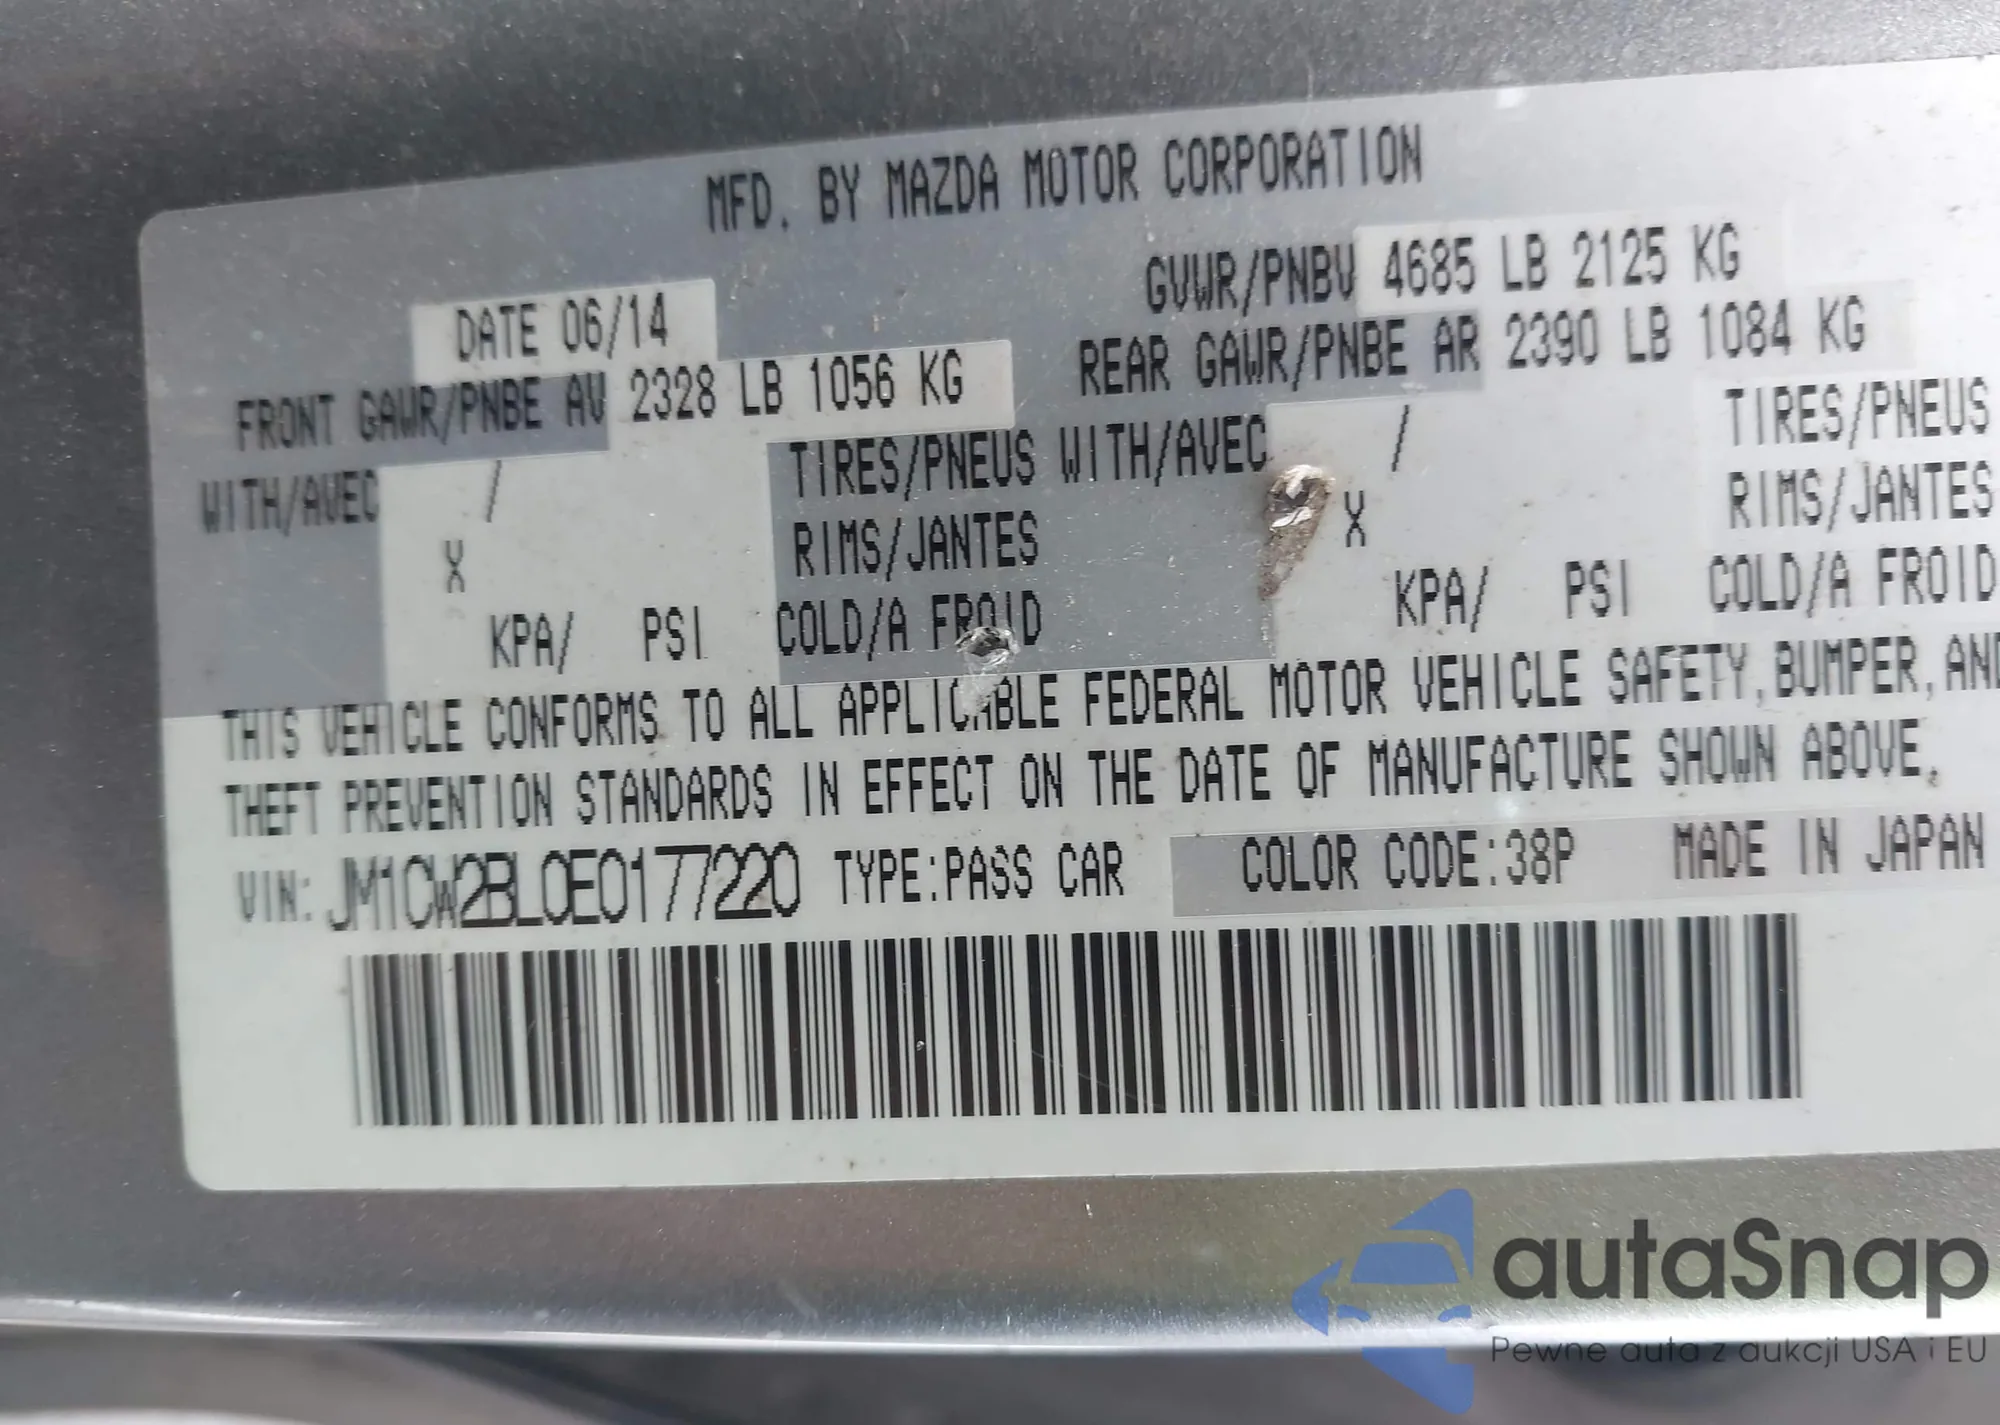 MFD. BY MAZDA MOTOR CORPORATION
DATE 06/14 GVWR/PNBV 4685 LB 2125 KG
FRONT GAWR/PNBE AV 2328 LB 1056 KG REAR GAWR/PNBE AR 2390 LB 1084 KG
WITH/AVEC / TIRES/PNEUS WITH/AVEC / TIRES/PNEUS
X RIMS/JANTES X RIMS/JANTES
KPA/ PSI COLD/A FROID KPA/ PSI COLD/A FROID
THIS VEHICLE CONFORMS TO ALL APPLICABLE FEDERAL MOTOR VEHICLE SAFETY, BUMPER, AND
THEFT PREVENTION STANDARDS IN EFFECT ON THE DATE OF MANUFACTURE SHOWN ABOVE.
VIN: JM1CW2BL0E0177220 TYPE:PASS CAR COLOR CODE:38P MADE IN JAPAN
autaSnap
Pewne auta z aukcji USA i EU